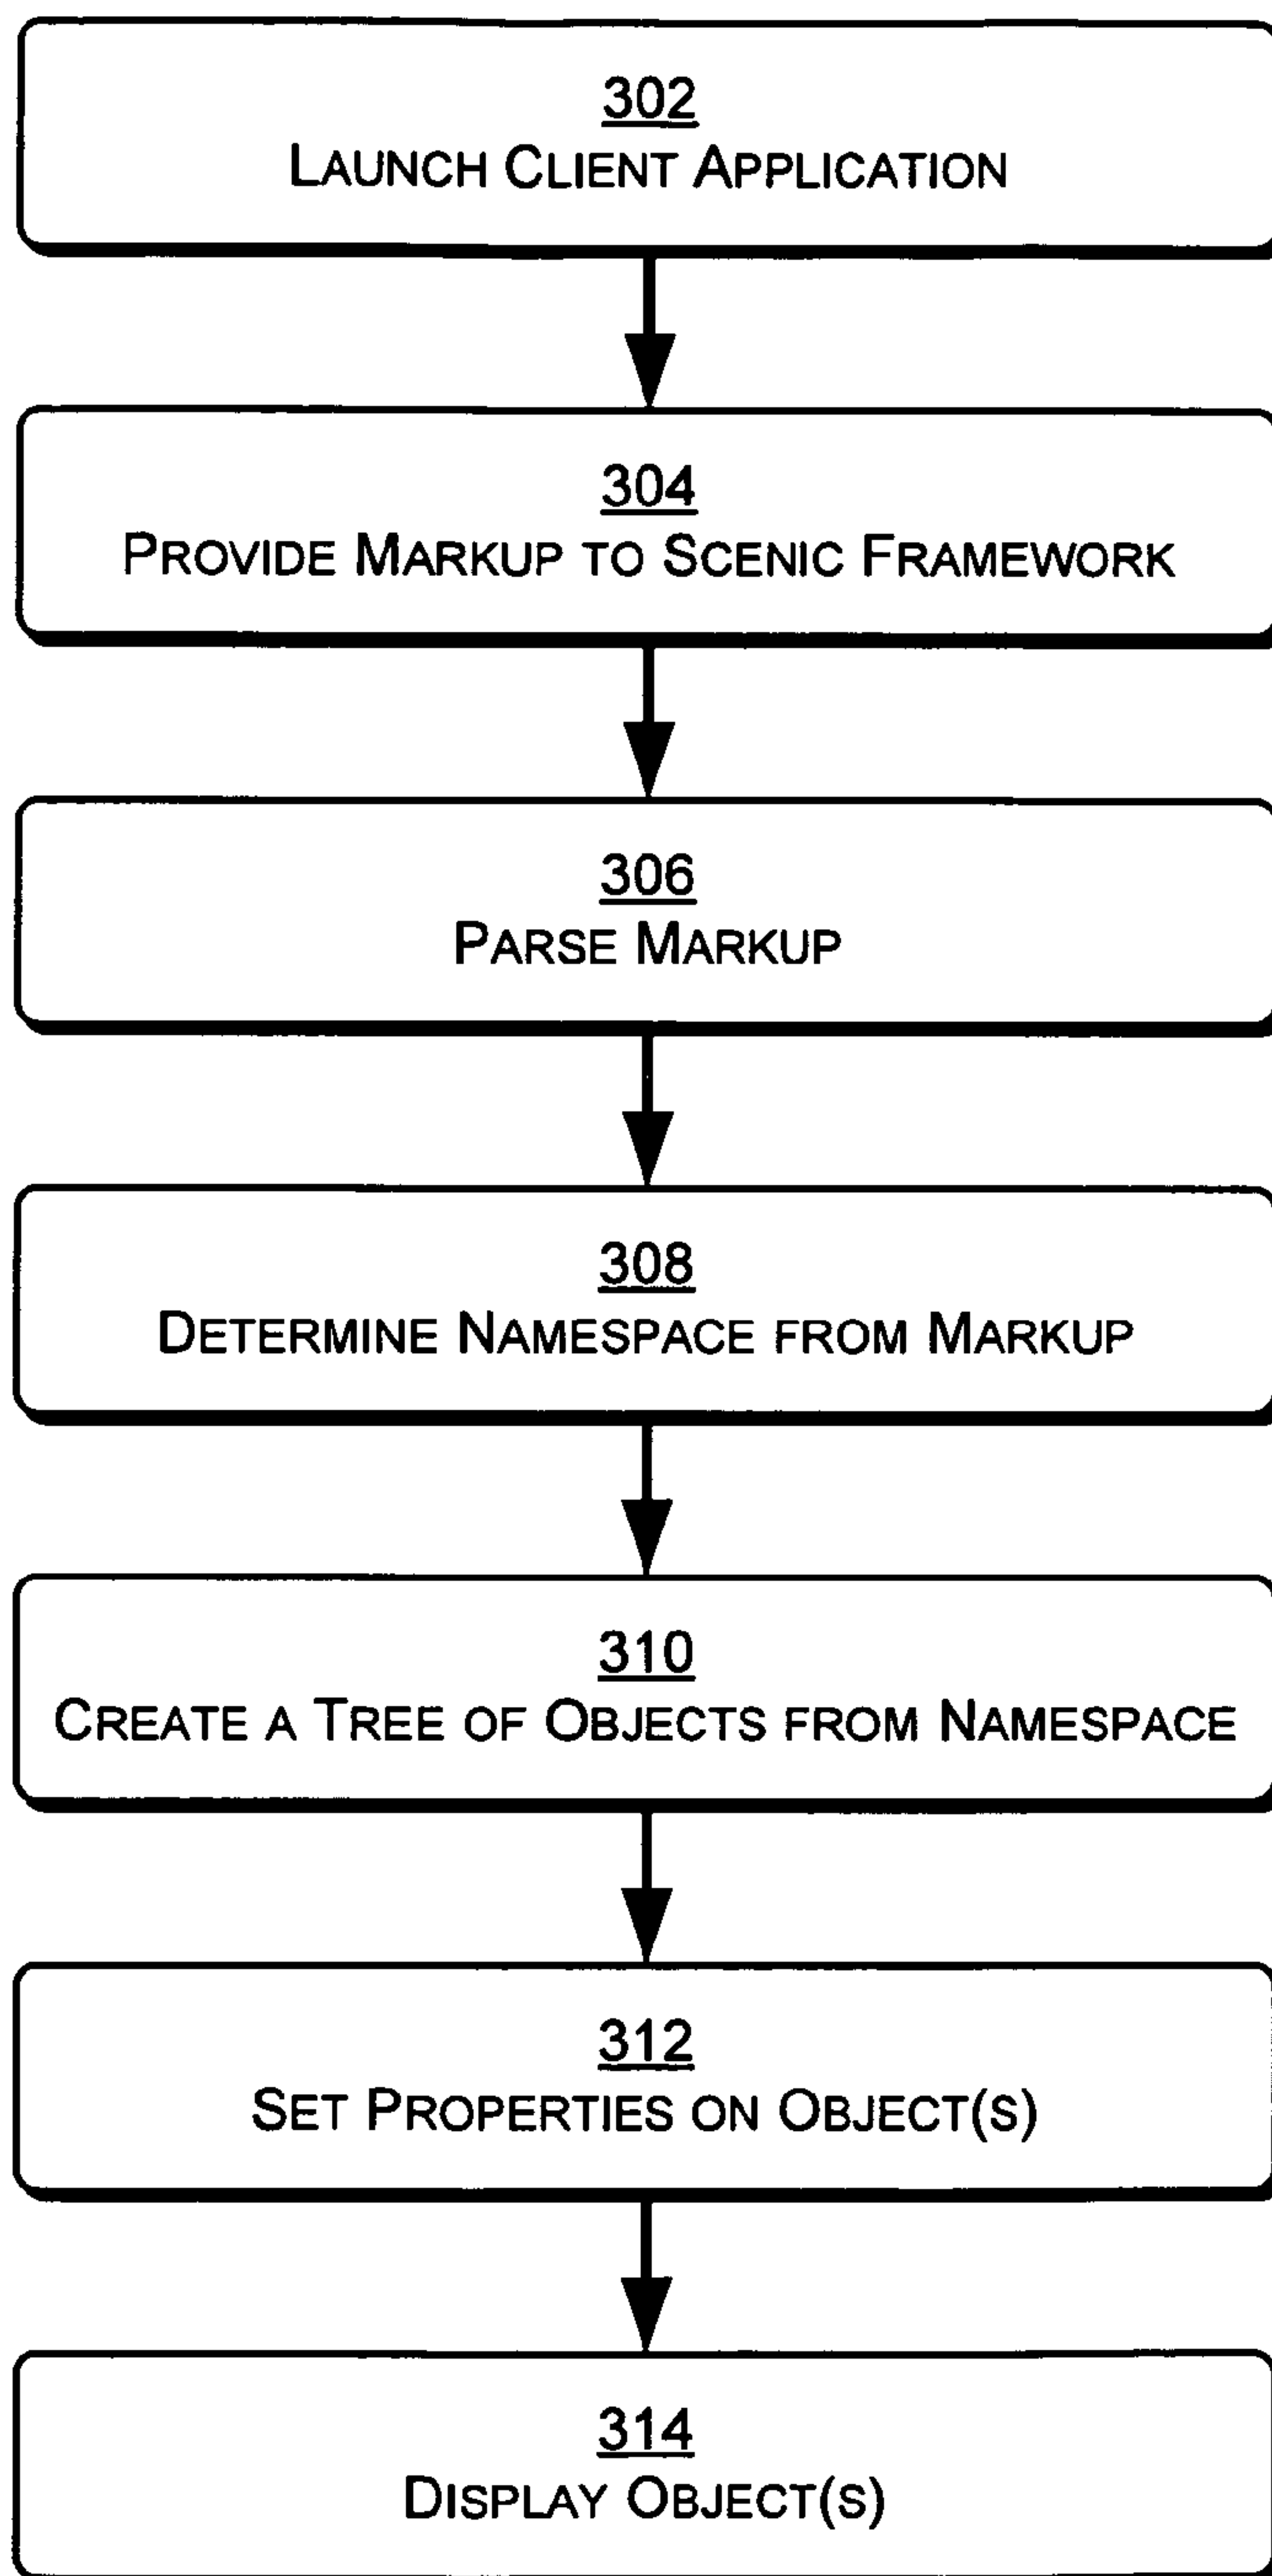 302
LAUNCH CLIENT APPLICATION
304
PROVIDE MARKUP TO SCENIC FRAMEWORK
306
PARSE MARKUP
308
DETERMINE NAMESPACE FROM MARKUP
310
CREATE A TREE OF OBJECTS FROM NAMESPACE
312
SET PROPERTIES ON OBJECT(S)
314
DISPLAY OBJECT(S)